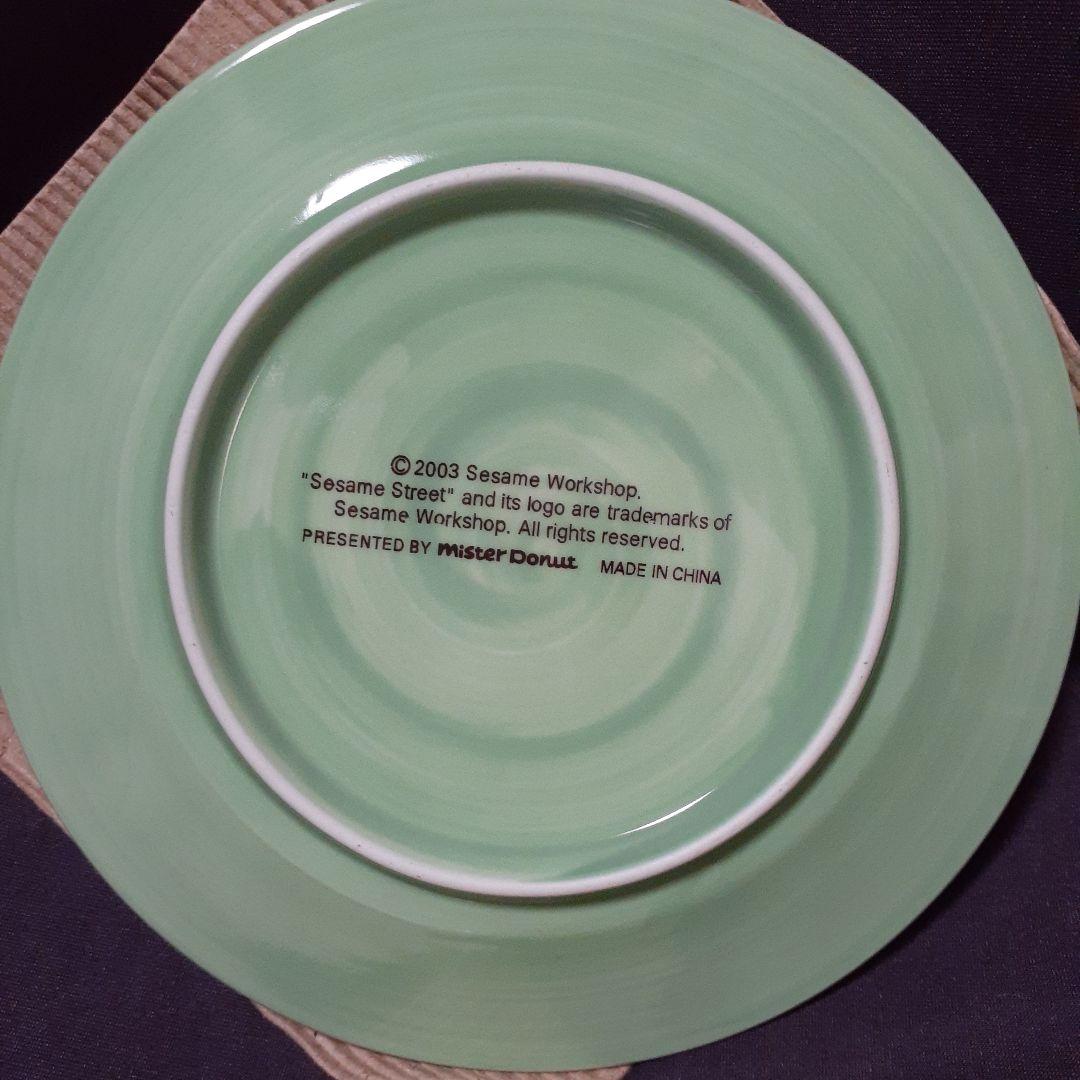 ©2003 Sesame Workshop.
"Sesame Street" and its logo are trademarks of
Sesame Workshop. All rights reserved.
PRESENTED BY mister Donut MADE IN CHINA